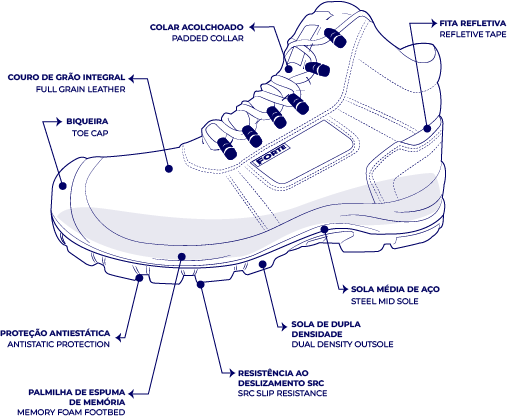 COLAR ACOLCHOADO
PADDED COLLAR
FITA REFLETIVA
REFLETIVE TAPE
COURO DE GRÃO INTEGRAL
FULL GRAIN LEATHER
BIQUEIRA
TOE CAP
FORTE
SOLA MÉDIA DE AÇO
STEEL MID SOLE
SOLA DE DUPLA
DENSIDADE
DUAL DENSITY OUTSOLE
PROTEÇÃO ANTIESTÁTICA
ANTISTATIC PROTECTION
RESISTÊNCIA AO
DESLIZAMENTO SRC
SRC SLIP RESISTANCE
PALMILHA DE ESPUMA
DE MEMÓRIA
MEMORY FOAM FOOTBED